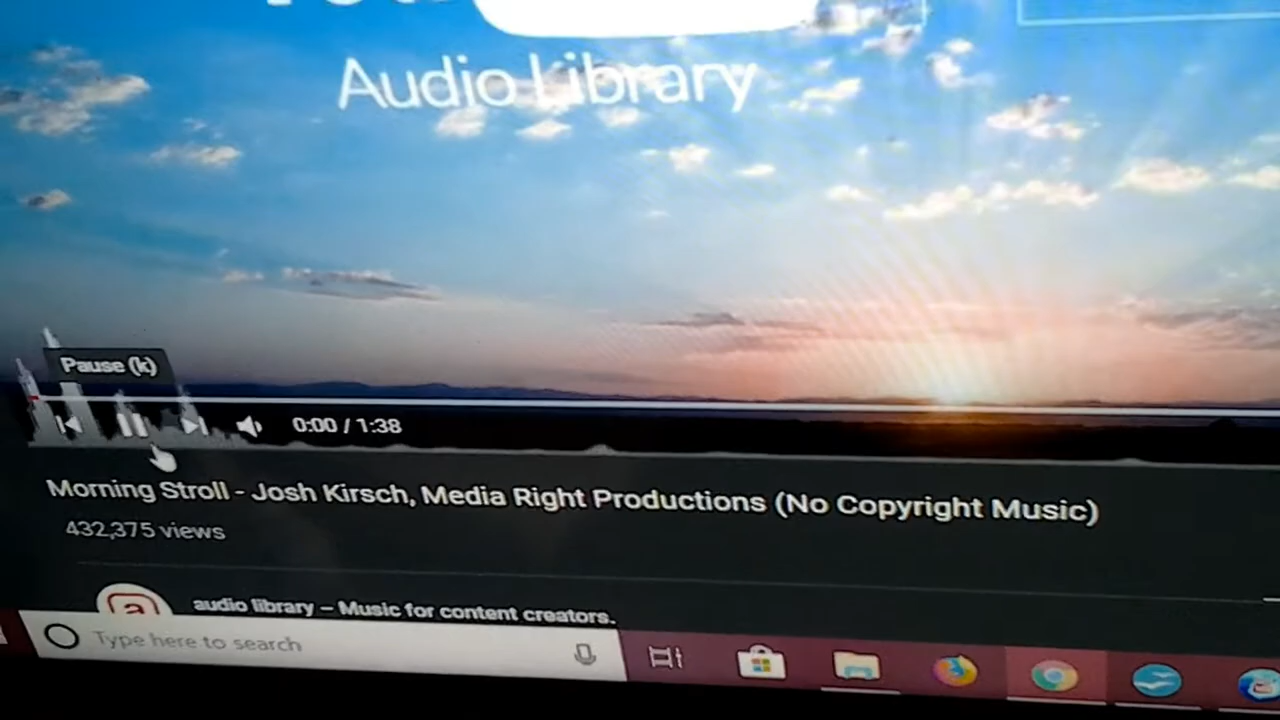 Audio Library
Pause (k)
0:00 / 1:38
Morning Stroll - Josh Kirsch, Media Right Productions (No Copyright Music)
432,375 views
a
audio library – Music for content creators.
Type here to search